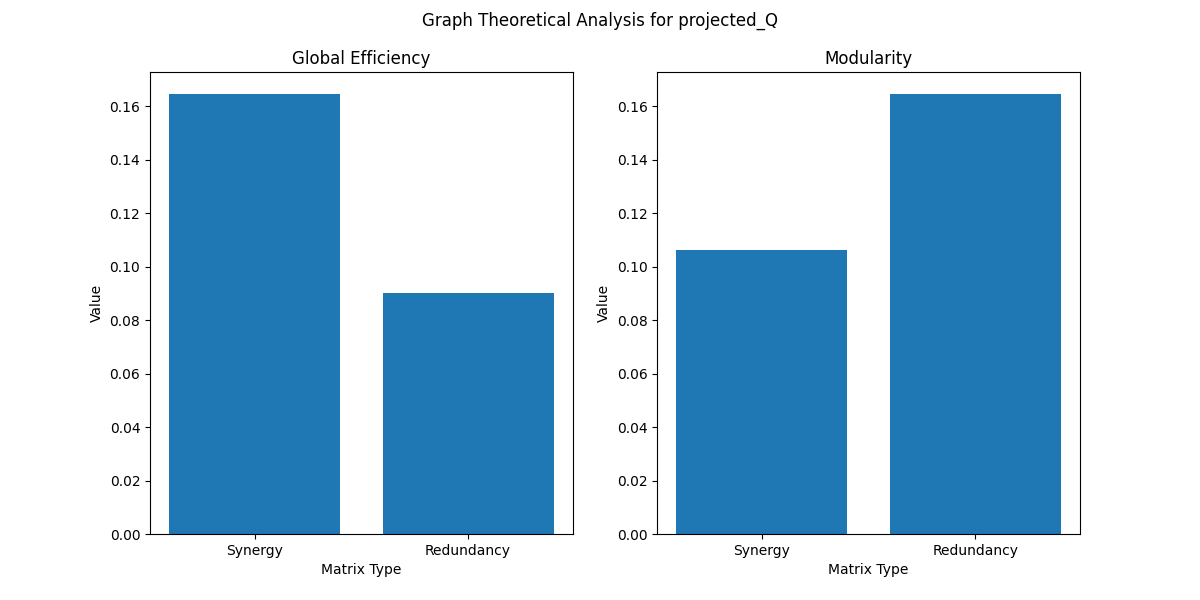 Graph Theoretical Analysis for projected_Q
Global Efficiency
0.16
0.14
0.12
0.10
0.08
0.06
0.04
0.02
0.00
Value
Synergy Redundancy
Matrix Type
Modularity
0.16
0.14
0.12
0.10
0.08
0.06
0.04
0.02
0.00
Value
Synergy Redundancy
Matrix Type